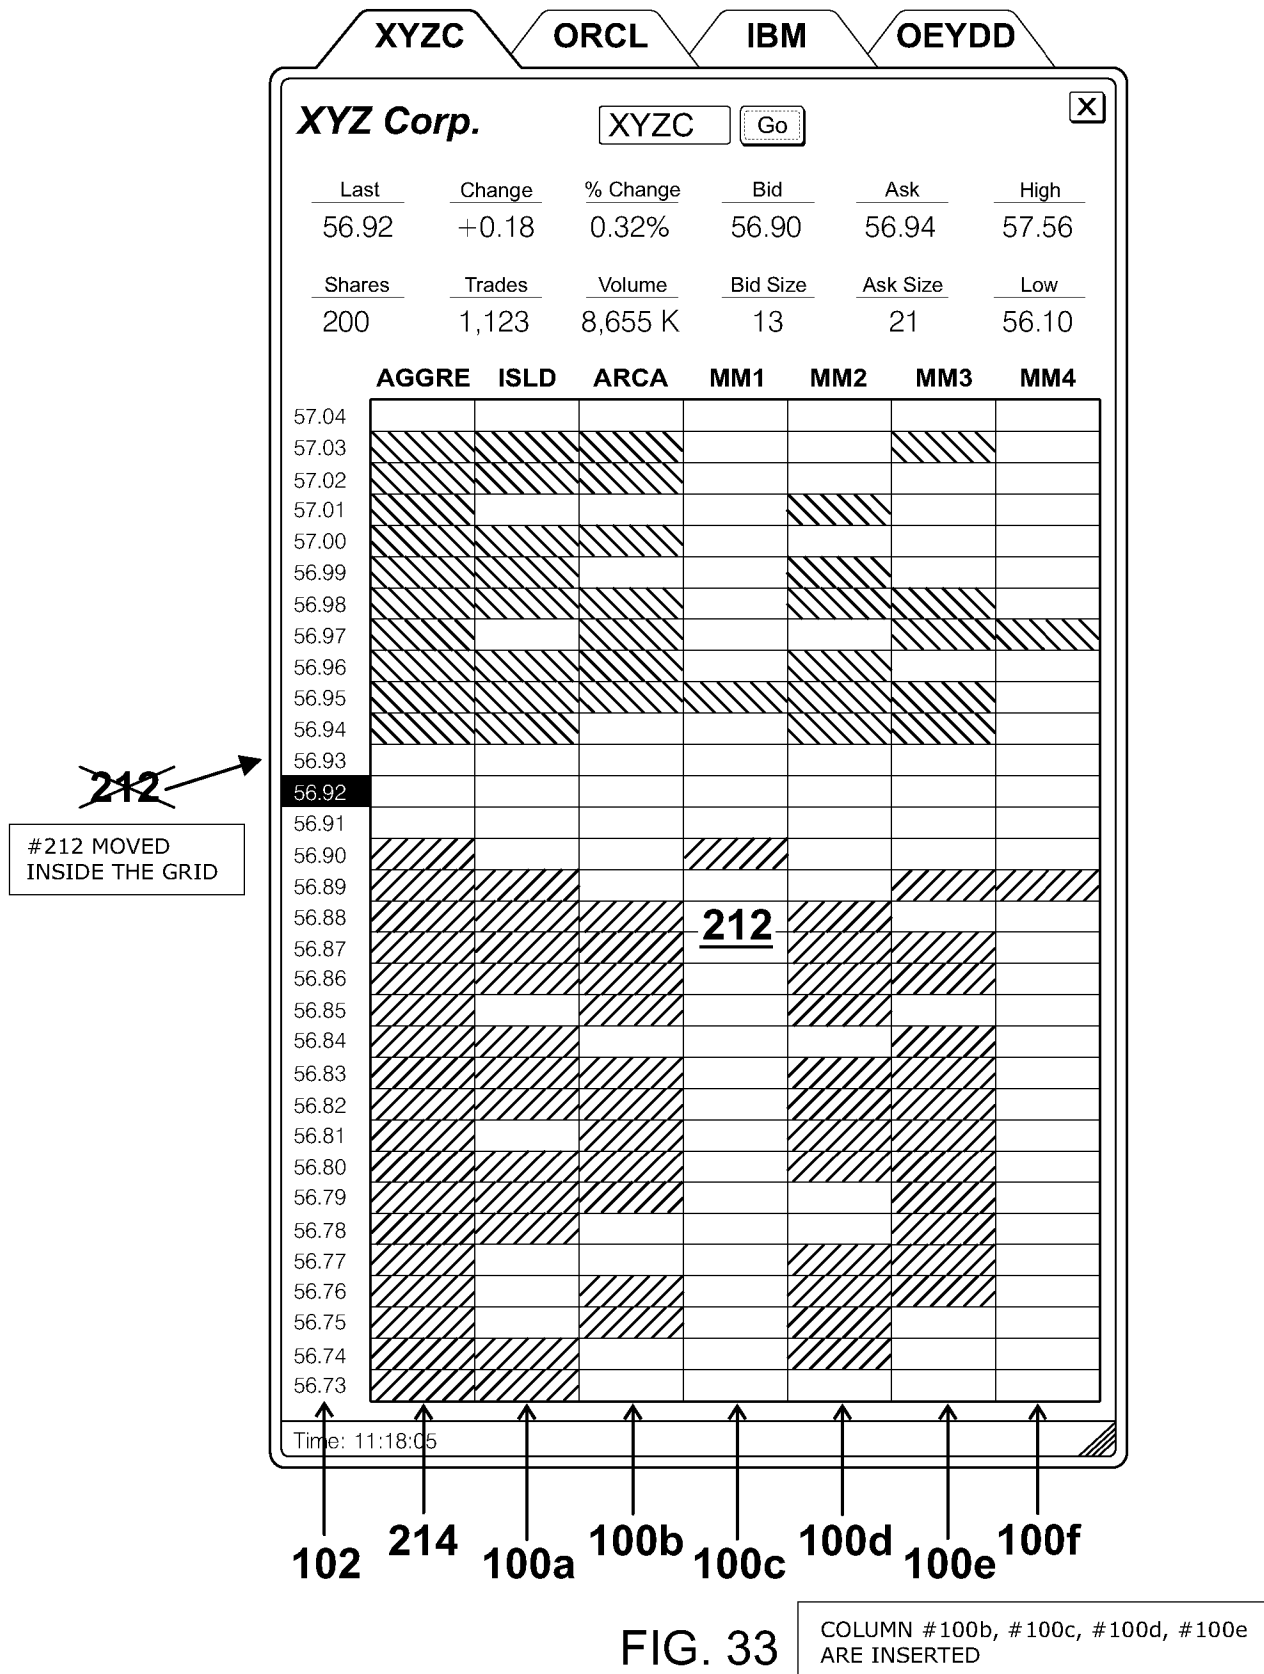 XYZC ORCL IBM OEYDD
XYZ Corp. XYZC Go X
Last Change % Change Bid Ask High
56.92 +0.18 0.32% 56.90 56.94 57.56
Shares Trades Volume Bid Size Ask Size Low
200 1,123 8,655 K 13 21 56.10
AGGRE ISLD ARCA MM1 MM2 MM3 MM4
57.04
57.03
57.02
57.01
57.00
56.99
56.98
56.97
56.96
56.95
56.94
56.93
212
56.92
56.91
#212 MOVED
INSIDE THE GRID
56.90
56.89
56.88
212
56.87
56.86
56.85
56.84
56.83
56.82
56.81
56.80
56.79
56.78
56.77
56.76
56.75
56.74
56.73
Time: 11:18:05
102 214 100a 100b 100c 100d 100e 100f
FIG. 33
COLUMN #100b, #100c, #100d, #100e
ARE INSERTED